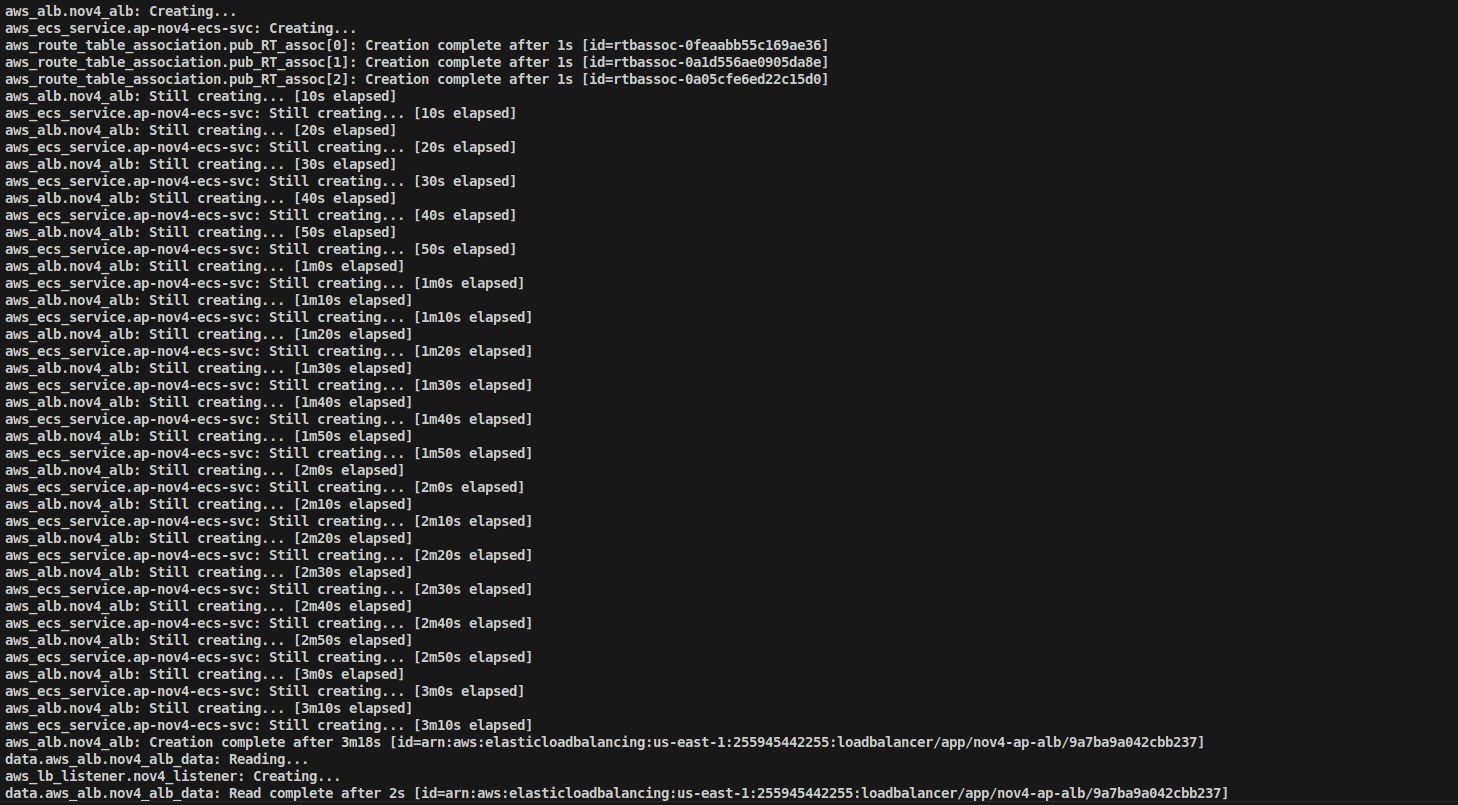 aws_alb.nov4_alb: Creating...
aws_ecs_service.ap-nov4-ecs-svc: Creating...
aws_route_table_association.pub_RT_assoc[0]: Creation complete after 1s [id=rtbassoc-0feaabb55c169ae36]
aws_route_table_association.pub_RT_assoc[1]: Creation complete after 1s [id=rtbassoc-0a1d556ae0905da8e]
aws_route_table_association.pub_RT_assoc[2]: Creation complete after 1s [id=rtbassoc-0a05cfe6ed22c15d0]
aws_alb.nov4_alb: Still creating... [10s elapsed]
aws_ecs_service.ap-nov4-ecs-svc: Still creating... [10s elapsed]
aws_alb.nov4_alb: Still creating... [20s elapsed]
aws_ecs_service.ap-nov4-ecs-svc: Still creating... [20s elapsed]
aws_alb.nov4_alb: Still creating... [30s elapsed]
aws_ecs_service.ap-nov4-ecs-svc: Still creating... [30s elapsed]
aws_alb.nov4_alb: Still creating... [40s elapsed]
aws_ecs_service.ap-nov4-ecs-svc: Still creating... [40s elapsed]
aws_alb.nov4_alb: Still creating... [50s elapsed]
aws_ecs_service.ap-nov4-ecs-svc: Still creating... [50s elapsed]
aws_alb.nov4_alb: Still creating... [1m0s elapsed]
aws_ecs_service.ap-nov4-ecs-svc: Still creating... [1m0s elapsed]
aws_alb.nov4_alb: Still creating... [1m10s elapsed]
aws_ecs_service.ap-nov4-ecs-svc: Still creating... [1m10s elapsed]
aws_alb.nov4_alb: Still creating... [1m20s elapsed]
aws_ecs_service.ap-nov4-ecs-svc: Still creating... [1m20s elapsed]
aws_alb.nov4_alb: Still creating... [1m30s elapsed]
aws_ecs_service.ap-nov4-ecs-svc: Still creating... [1m30s elapsed]
aws_alb.nov4_alb: Still creating... [1m40s elapsed]
aws_ecs_service.ap-nov4-ecs-svc: Still creating... [1m40s elapsed]
aws_alb.nov4_alb: Still creating... [1m50s elapsed]
aws_ecs_service.ap-nov4-ecs-svc: Still creating... [1m50s elapsed]
aws_alb.nov4_alb: Still creating... [2m0s elapsed]
aws_ecs_service.ap-nov4-ecs-svc: Still creating... [2m0s elapsed]
aws_alb.nov4_alb: Still creating... [2m10s elapsed]
aws_ecs_service.ap-nov4-ecs-svc: Still creating... [2m10s elapsed]
aws_alb.nov4_alb: Still creating... [2m20s elapsed]
aws_ecs_service.ap-nov4-ecs-svc: Still creating... [2m20s elapsed]
aws_alb.nov4_alb: Still creating... [2m30s elapsed]
aws_ecs_service.ap-nov4-ecs-svc: Still creating... [2m30s elapsed]
aws_alb.nov4_alb: Still creating... [2m40s elapsed]
aws_ecs_service.ap-nov4-ecs-svc: Still creating... [2m40s elapsed]
aws_alb.nov4_alb: Still creating... [2m50s elapsed]
aws_ecs_service.ap-nov4-ecs-svc: Still creating... [2m50s elapsed]
aws_alb.nov4_alb: Still creating... [3m0s elapsed]
aws_ecs_service.ap-nov4-ecs-svc: Still creating... [3m0s elapsed]
aws_alb.nov4_alb: Still creating... [3m10s elapsed]
aws_ecs_service.ap-nov4-ecs-svc: Still creating... [3m10s elapsed]
aws_alb.nov4_alb: Creation complete after 3m18s [id=arn:aws:elasticloadbalancing:us-east-1:255945442255:loadbalancer/app/nov4-ap-alb/9a7ba9a042cbb237]
data.aws_alb.nov4_alb_data: Reading...
aws_lb_listener.nov4_listener: Creating...
data.aws_alb.nov4_alb_data: Read complete after 2s [id=arn:aws:elasticloadbalancing:us-east-1:255945442255:loadbalancer/app/nov4-ap-alb/9a7ba9a042cbb237]